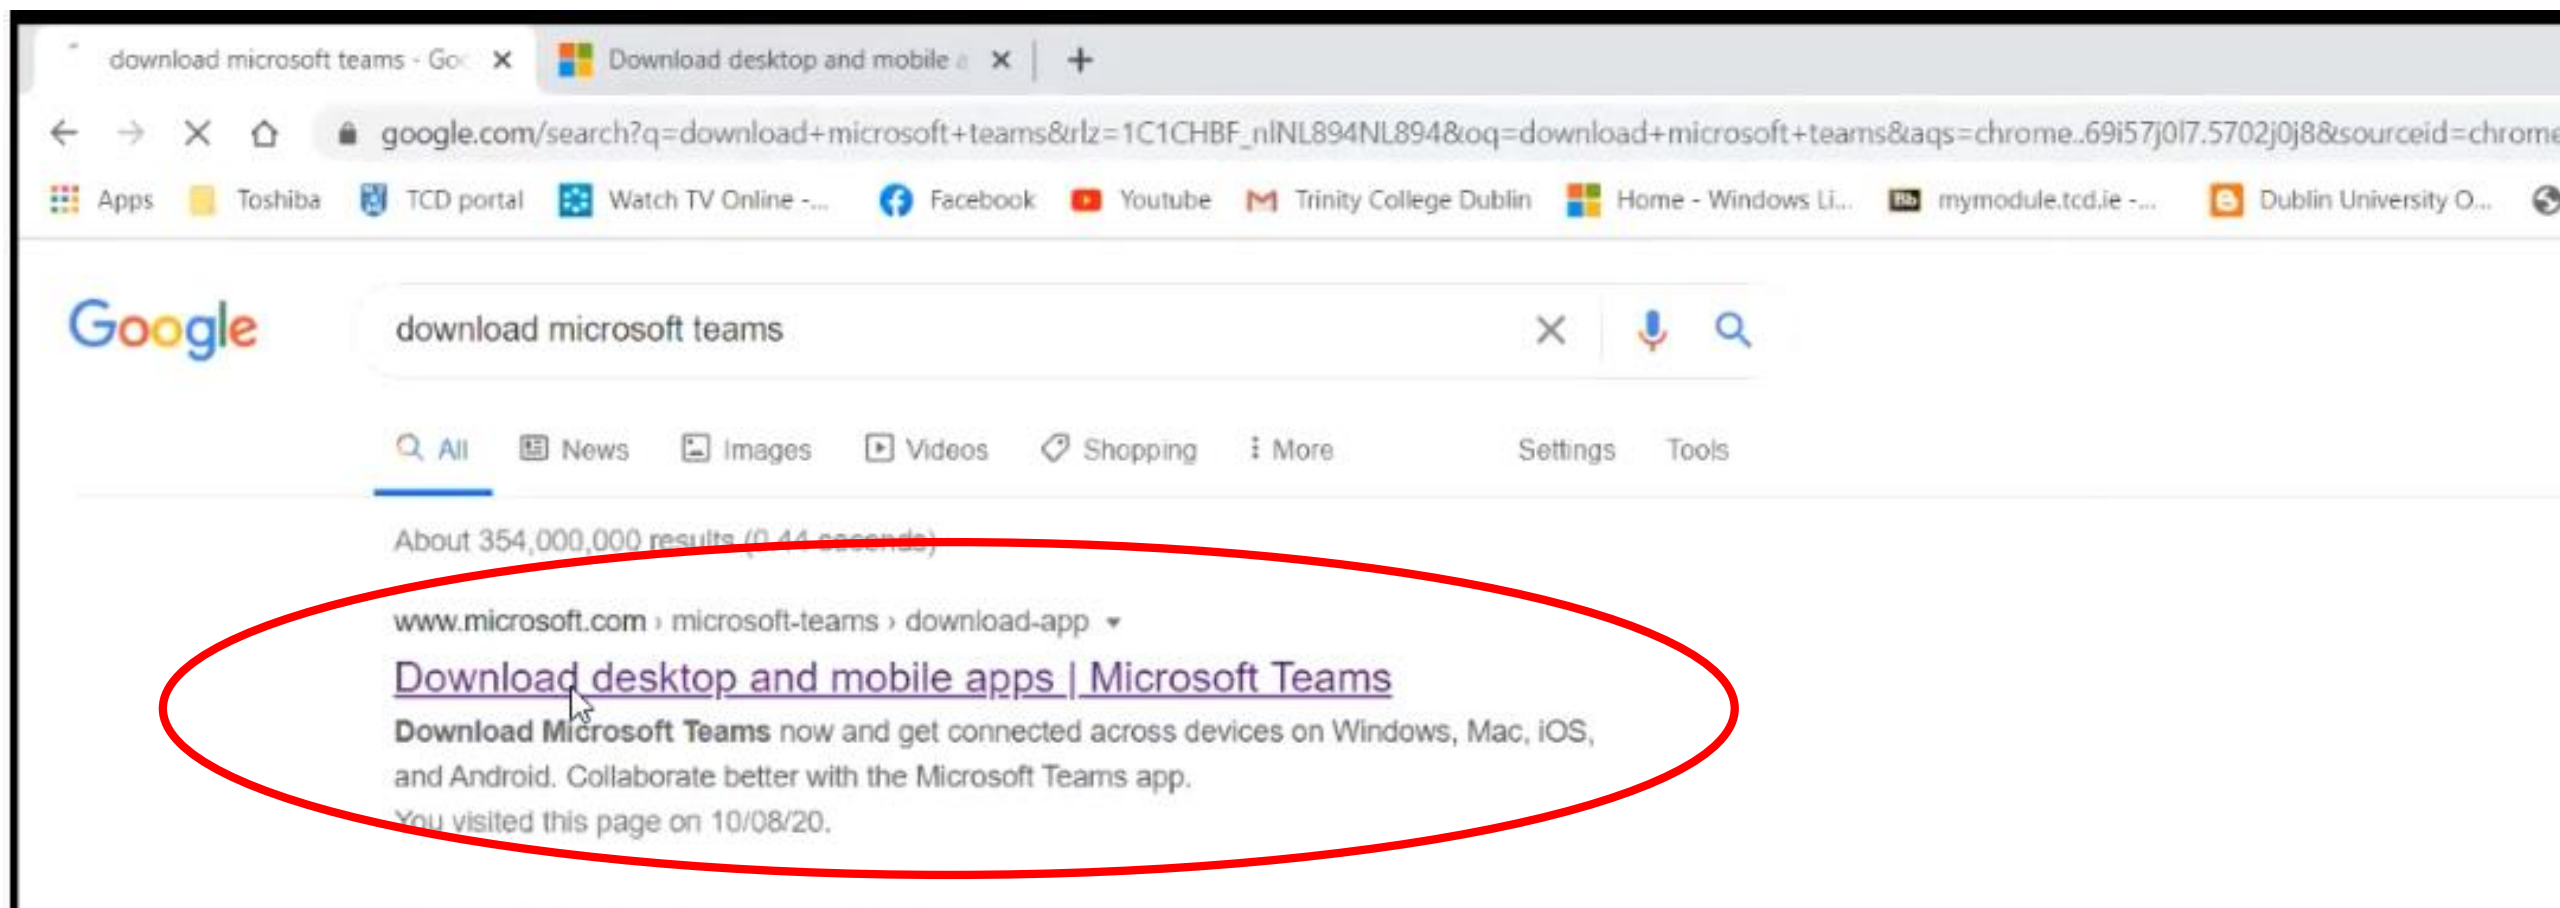 download microsoft teams - Goo
Download desktop and mobile a
google.com/search?q=download+microsoft+teams&rlz=1C1CHBF_nlNL894NL894&oq=download+microsoft+teams&aqs=chrome..69i57j0l7.5702j0j8&sourceid=chrome
Apps Toshiba TCD portal Watch TV Online -... Facebook Youtube Trinity College Dublin Home - Windows Li... Bb mymodule.tcd.ie -... Dublin University O...
Google download microsoft teams
All News Images Videos Shopping More Settings Tools
About 354,000,000 results (0.44 seconds)
www.microsoft.com › microsoft-teams › download-app
Download desktop and mobile apps | Microsoft Teams
Download Microsoft Teams now and get connected across devices on Windows, Mac, iOS,
and Android. Collaborate better with the Microsoft Teams app.
You visited this page on 10/08/20.